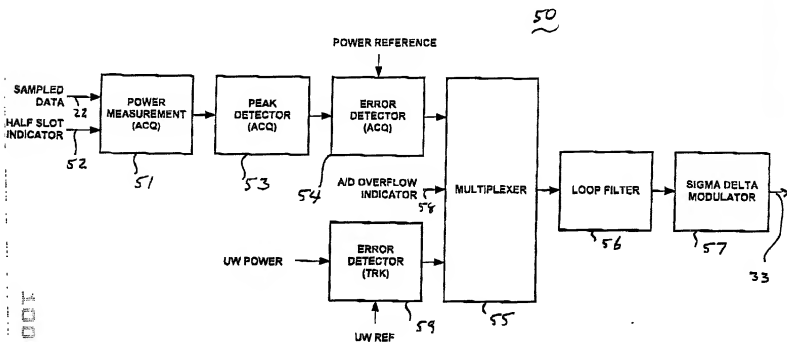 50
POWER REFERENCE
SAMPLED
DATA
22
HALF SLOT
INDICATOR
52
POWER
MEASUREMENT
(ACQ)
51
PEAK
DETECTOR
(ACQ)
53
ERROR
DETECTOR
(ACQ)
54
A/D OVERFLOW
INDICATOR
58
MULTIPLEXER
55
LOOP FILTER
56
SIGMA DELTA
MODULATOR
57
33
UW POWER
ERROR
DETECTOR
(TRK)
59
UW REF
100